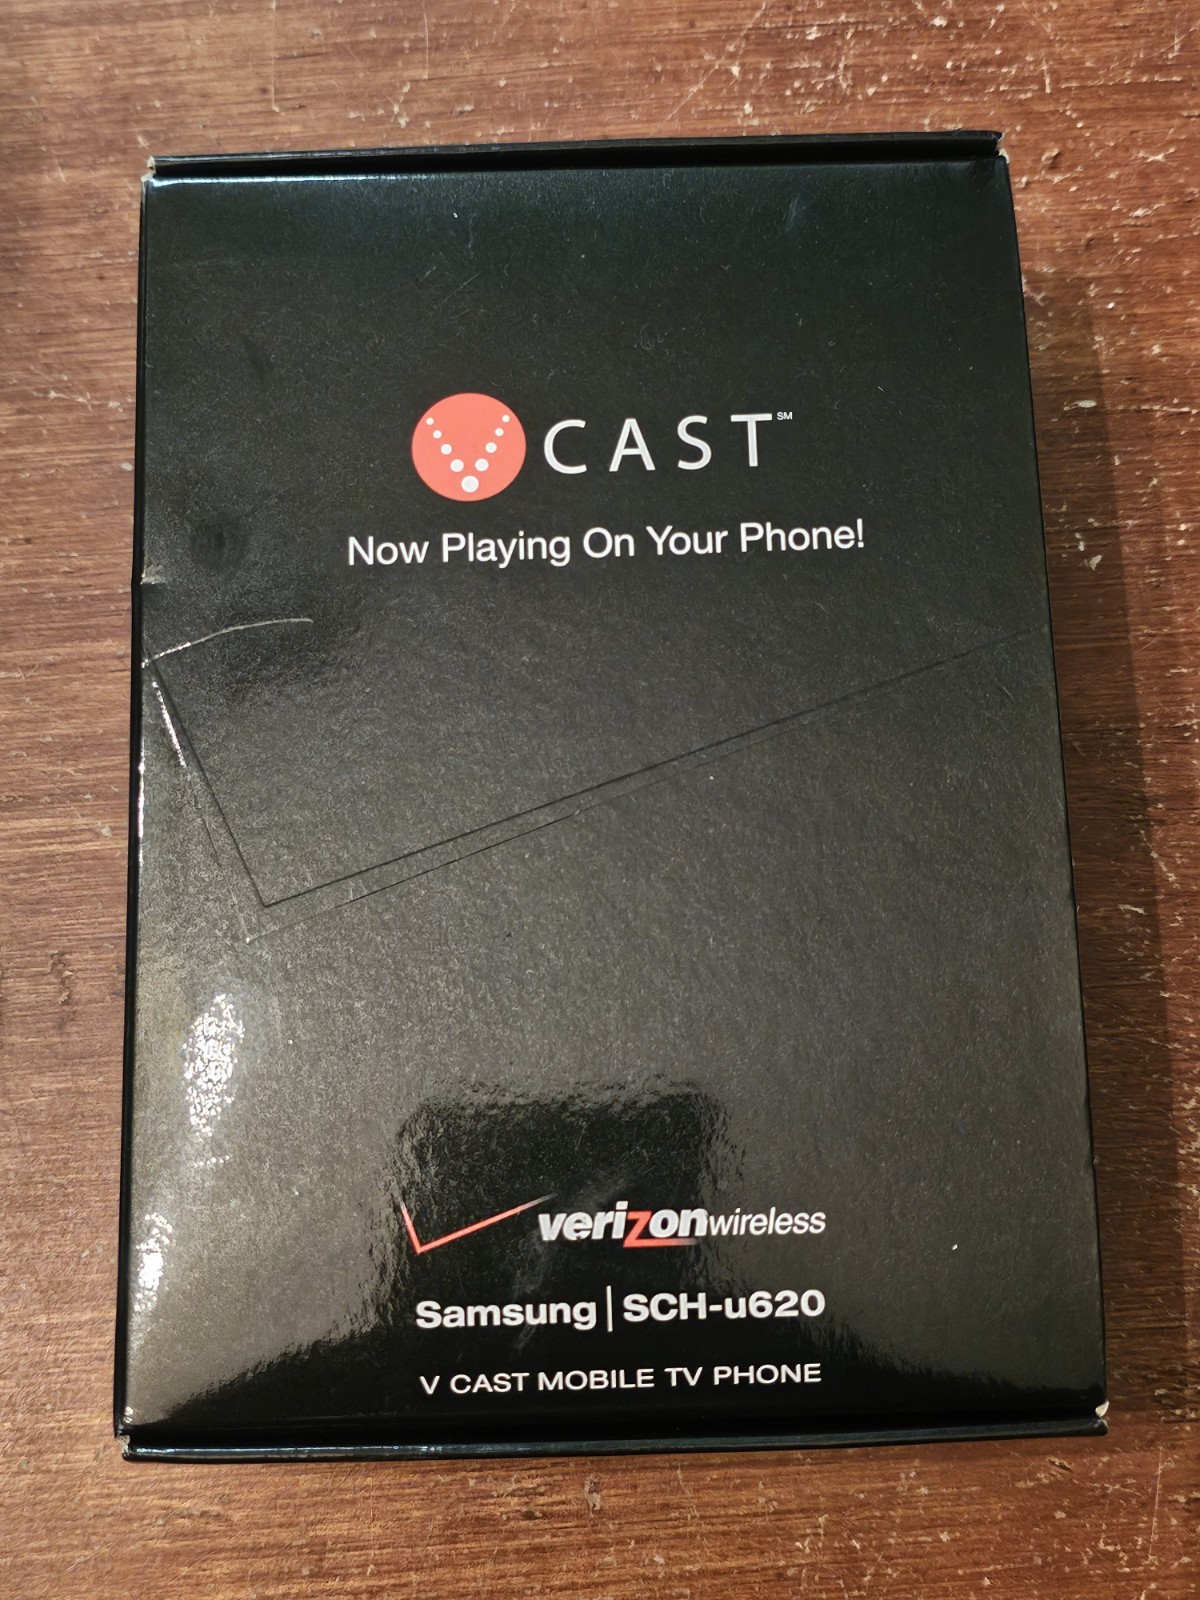 V CAST℠
Now Playing On Your Phone!
verizonwireless
Samsung | SCH-u620
V CAST MOBILE TV PHONE